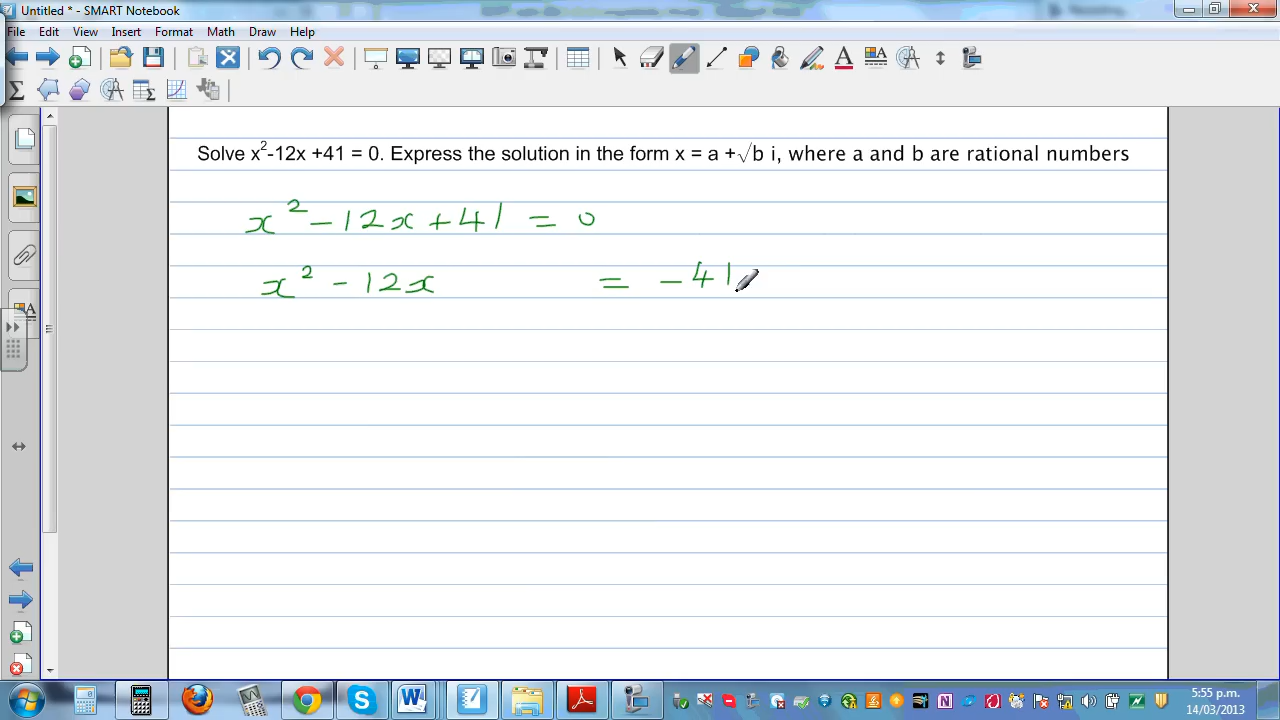 Untitled * - SMART Notebook
File Edit View Insert Format Math Draw Help
Solve x²-12x +41 = 0. Express the solution in the form x = a +√b i, where a and b are rational numbers
x² - 12x + 41 = 0
x² - 12x = - 41
5:55 p.m.
14/03/2013